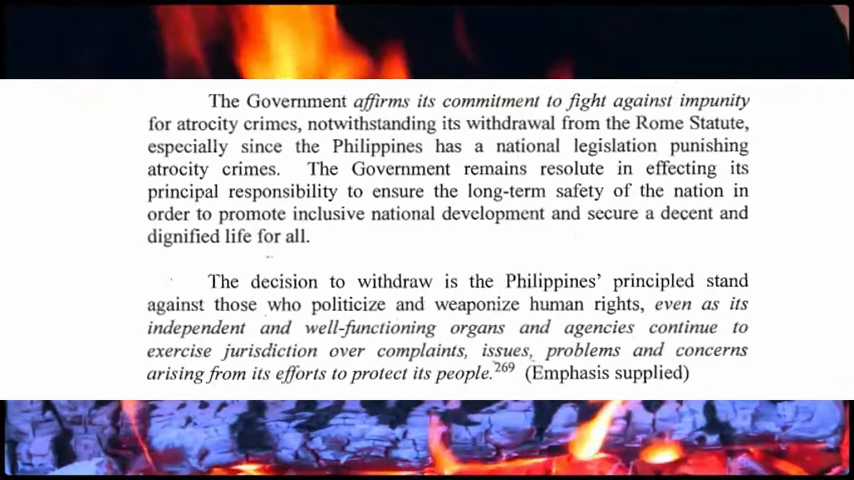 The Government affirms its commitment to fight against impunity
for atrocity crimes, notwithstanding its withdrawal from the Rome Statute,
especially since the Philippines has a national legislation punishing
atrocity crimes. The Government remains resolute in effecting its
principal responsibility to ensure the long-term safety of the nation in
order to promote inclusive national development and secure a decent and
dignified life for all.
The decision to withdraw is the Philippines' principled stand
against those who politicize and weaponize human rights, even as its
independent and well-functioning organs and agencies continue to
exercise jurisdiction over complaints, issues, problems and concerns
arising from its efforts to protect its people.269 (Emphasis supplied)